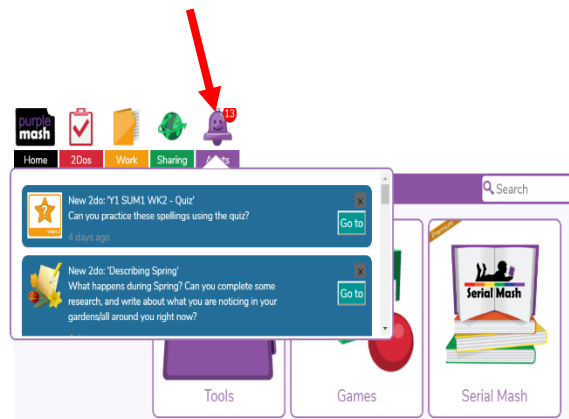 purple
mash
13
Home
2Dos
Work
Sharing
New 2do: 'Y1 SUM1 WK2 - Quiz'
x
Can you practice these spellings using the quiz?
Go to
4 days ago
Search
New 2do: 'Describing Spring'
x
What happens during Spring? Can you complete some
research, and write about what you are noticing in your
gardens/all around you right now?
Go to
Premium
Serial Mash
Tools
Games
Serial Mash